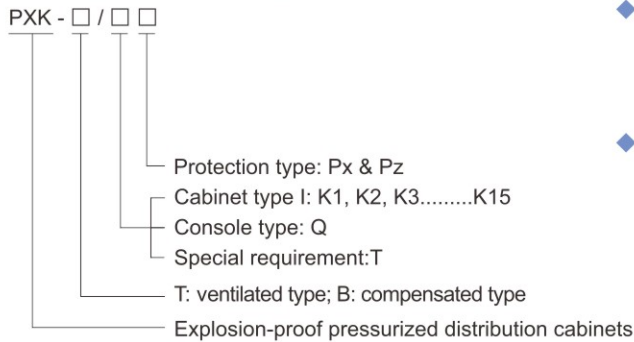 PXK - □ / □ □
Protection type: Px & Pz
Cabinet type I: K1, K2, K3.........K15
Console type: Q
Special requirement:T
T: ventilated type; B: compensated type
Explosion-proof pressurized distribution cabinets